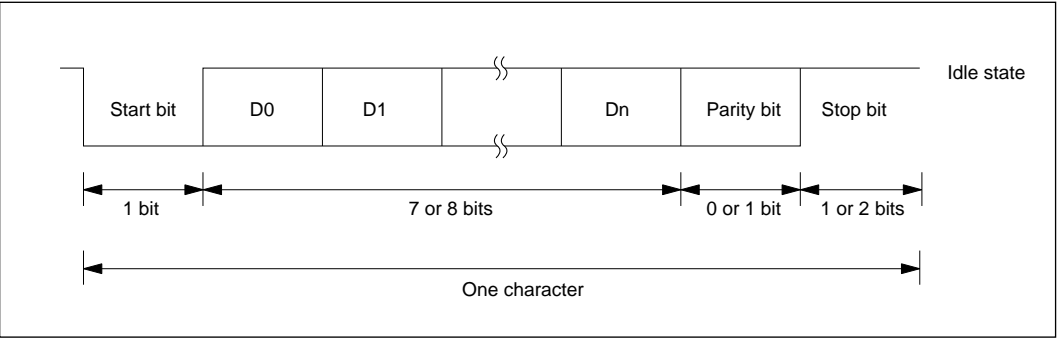 Idle state
Start bit D0 D1 Dn Parity bit Stop bit
1 bit 7 or 8 bits 0 or 1 bit 1 or 2 bits
One character